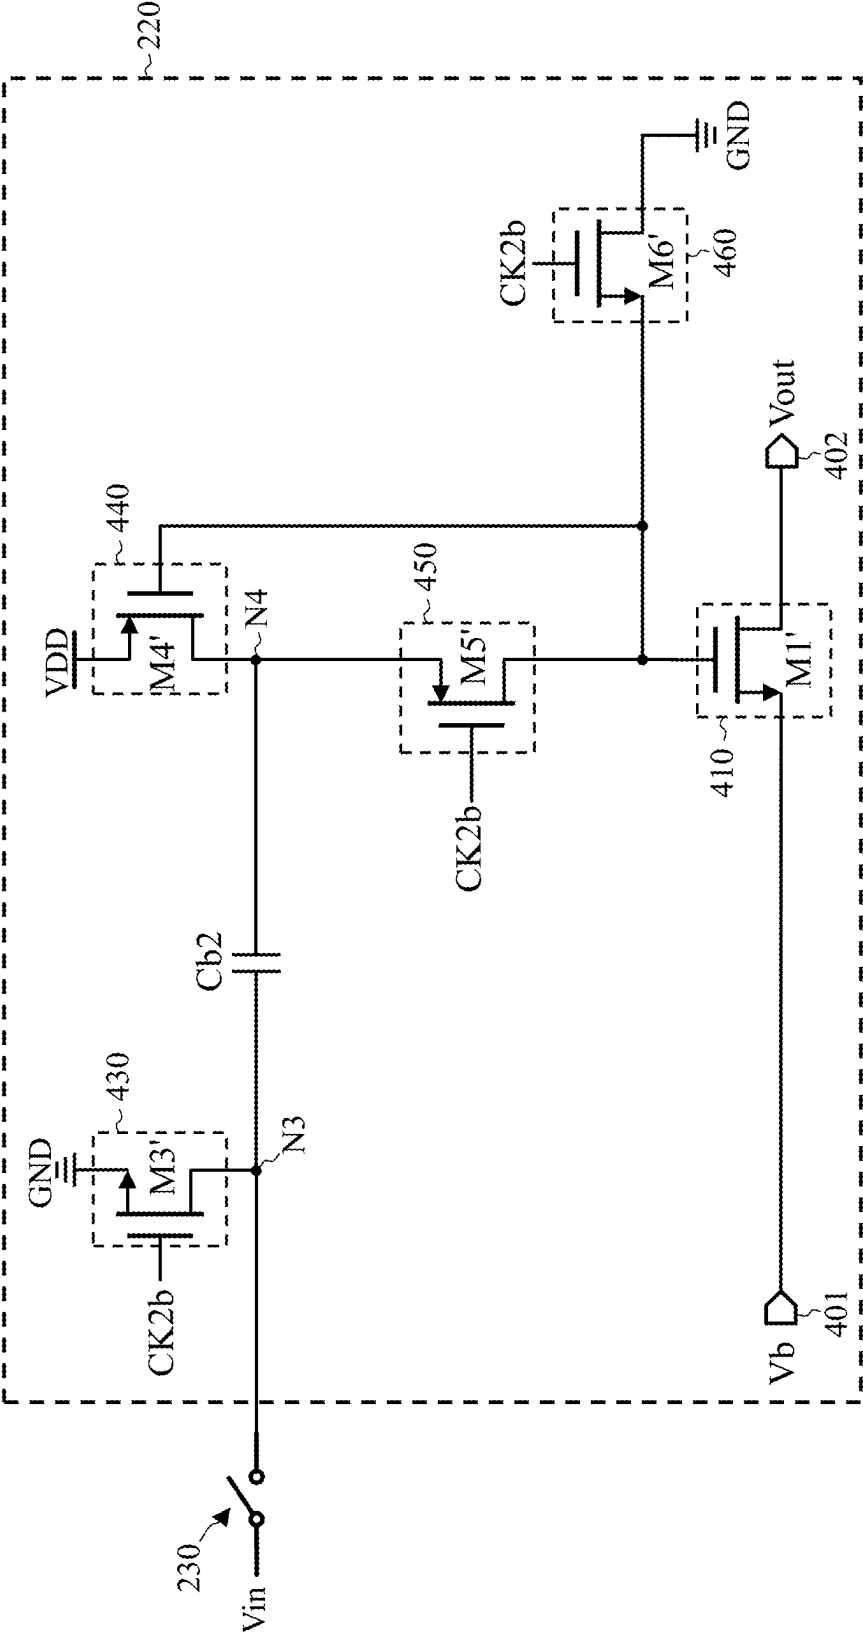 220
GND
CK2b
M6'
460
Vout
402
440
VDD
M4'
N4
450
M5'
CK2b
M1'
410
Cb2
430
GND
M3'
N3
CK2b
401
Vb
230
Vin